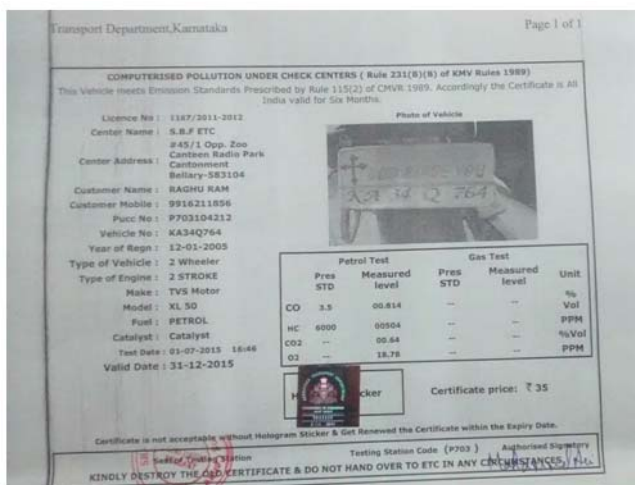 Transport Department,Karnataka
Page 1 of 1
COMPUTERISED POLLUTION UNDER CHECK CENTERS ( Rule 231(B)(B) of KMV Rules 1989)
This Vehicle meets Emission Standards Prescribed by Rule 115(2) of CMVR 1989. Accordingly the Certificate is All
India valid for Six Months.
Licence No : 1167/2011-2012
Center Name : S.B.F ETC
Center Address : #45/1 Opp. Zoo
Canteen Radio Park
Cantonment
Bellary-583104
Customer Name : RAGHU RAM
Customer Mobile : 9916211856
Pucc No : P703104212
Vehicle No : KA34Q764
Year of Regn : 12-01-2005
Type of Vehicle : 2 Wheeler
Type of Engine : 2 STROKE
Make : TVS Motor
Model : XL 50
Fuel : PETROL
Catalyst : Catalyst
Test Date : 01-07-2015 16:46
Valid Date : 31-12-2015
Photo of Vehicle
KA 34 Q 764
Petrol Test Gas Test
Pres STD Measured level Pres STD Measured level Unit
CO 3.5 00.814 -- -- % Vol
HC 6000 00504 -- -- PPM
CO2 -- 00.64 -- -- %Vol
O2 -- 18.78 -- -- PPM
Certificate price: ₹ 35
Certificate is not acceptable without Hologram Sticker & Get Renewed the Certificate within the Expiry Date.
Seal of Testing Station
Testing Station Code (P703 )
Authorised Signatory
KINDLY DESTROY THE OLD CERTIFICATE & DO NOT HAND OVER TO ETC IN ANY CIRCUMSTANCES.